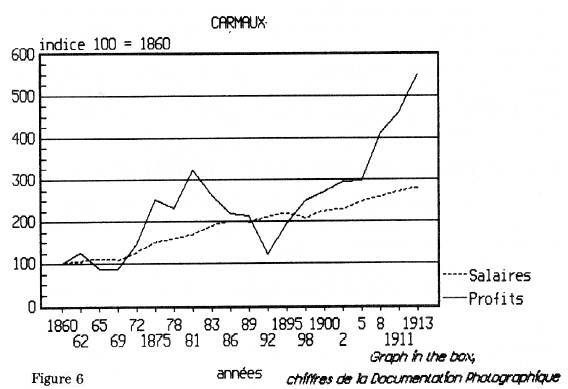 CARMAUX
indice 100 = 1860
600
500
400
300
200
100
0
Salaires
Profits
1860 65 72 78 83 89 1895 1900 5 8 1913
62 69 1875 81 86 92 98 2 1911
années
Graph in the box,
chiffres de la Documentation Photographique
Figure 6